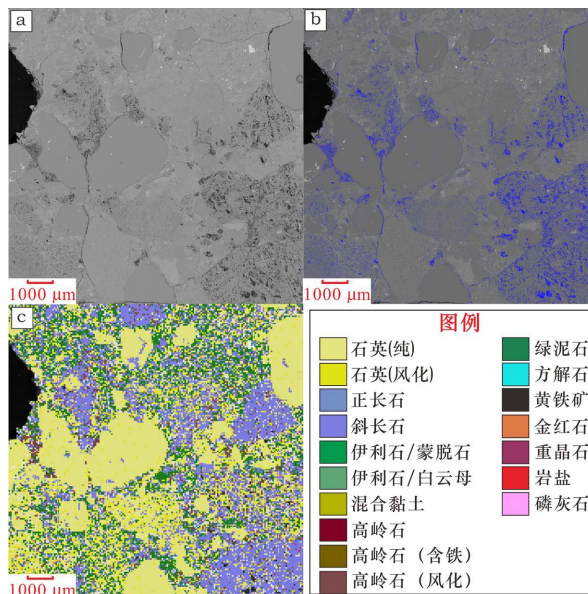 a
b
1000 μm
1000 μm
c
1000 μm
图例
石英(纯)
石英(风化)
正长石
斜长石
伊利石/蒙脱石
伊利石/白云母
混合黏土
高岭石
高岭石（含铁）
高岭石（风化）
绿泥石
方解石
黄铁矿
金红石
重晶石
岩盐
磷灰石